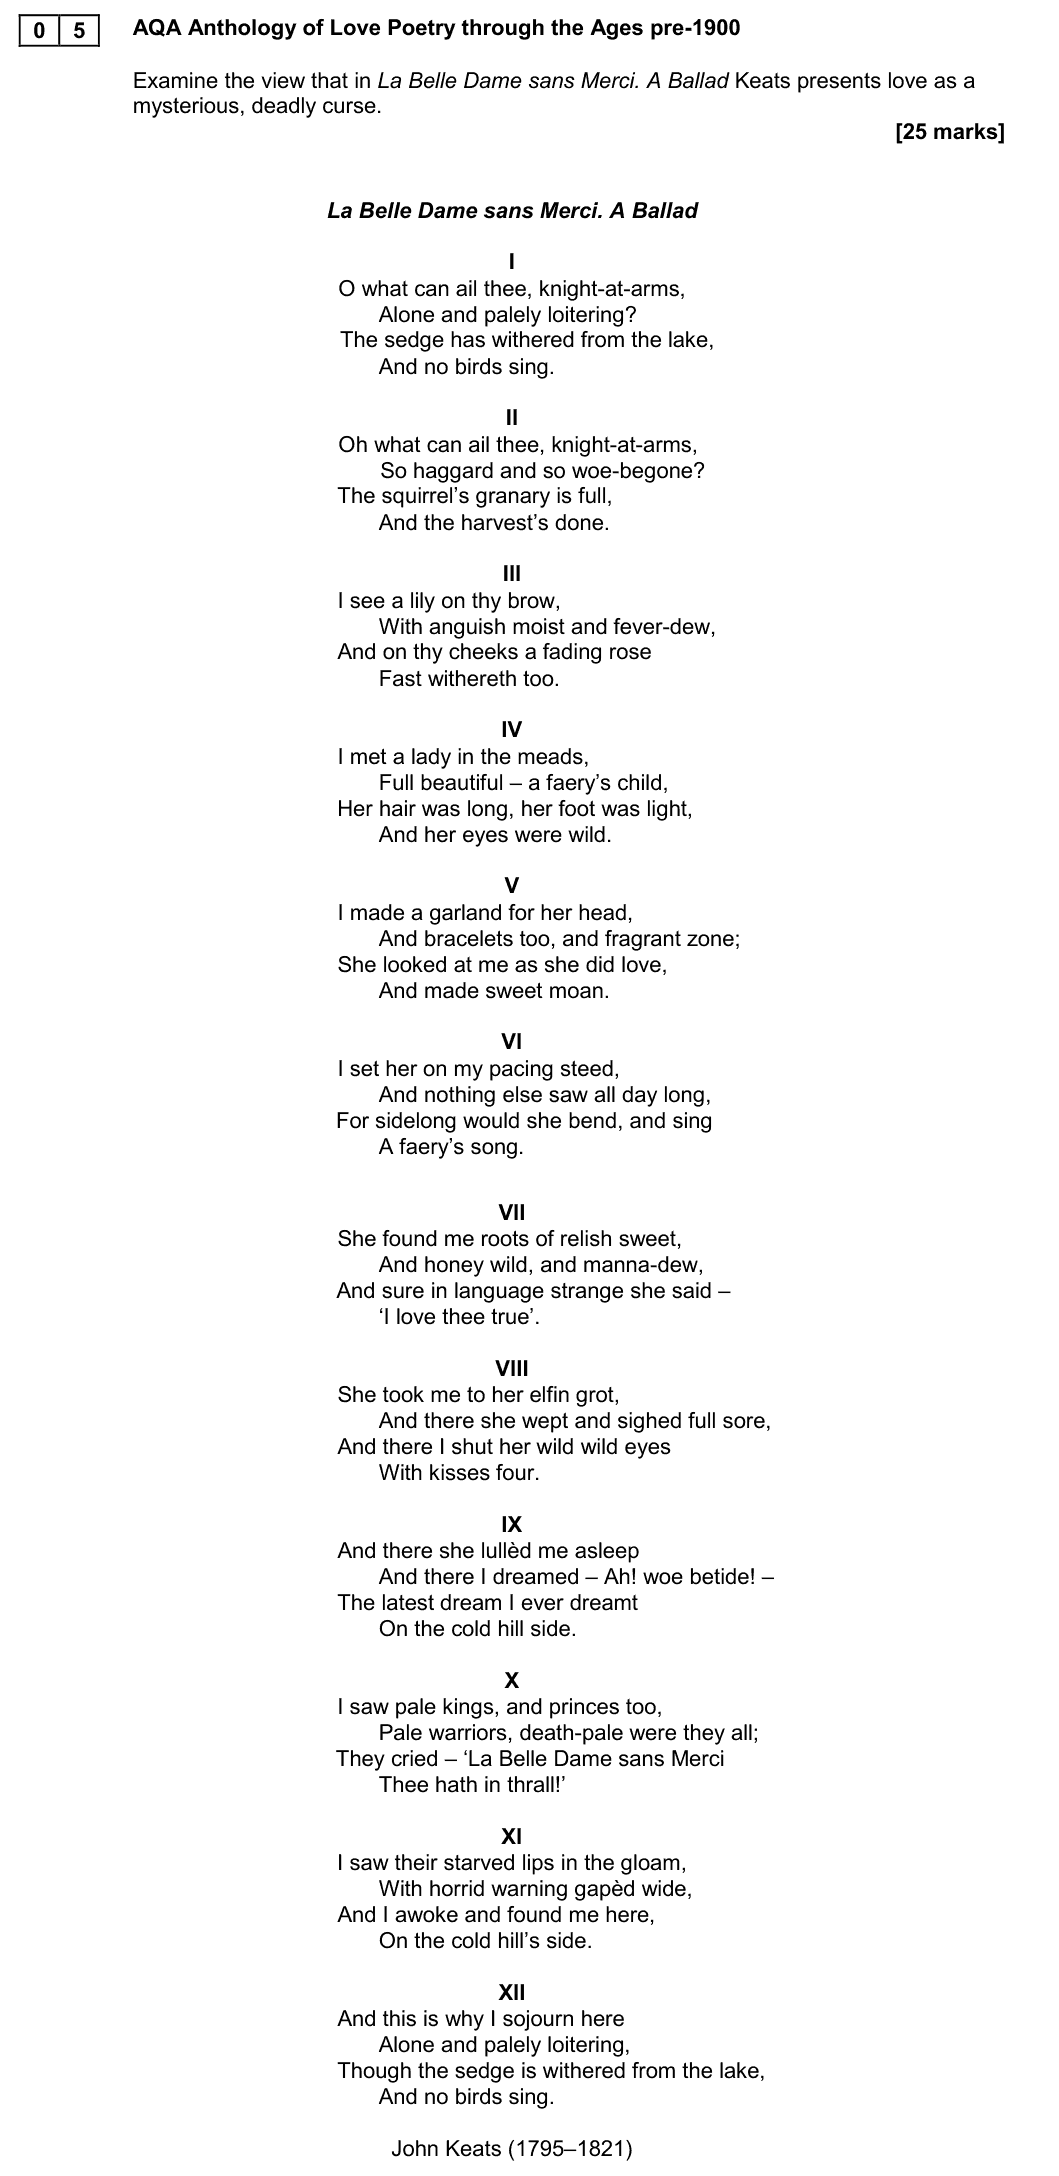 0 5 AQA Anthology of Love Poetry through the Ages pre-1900
Examine the view that in La Belle Dame sans Merci. A Ballad Keats presents love as a
mysterious, deadly curse.
[25 marks]
La Belle Dame sans Merci. A Ballad
I
O what can ail thee, knight-at-arms,
Alone and palely loitering?
The sedge has withered from the lake,
And no birds sing.
II
Oh what can ail thee, knight-at-arms,
So haggard and so woe-begone?
The squirrel's granary is full,
And the harvest's done.
III
I see a lily on thy brow,
With anguish moist and fever-dew,
And on thy cheeks a fading rose
Fast withereth too.
IV
I met a lady in the meads,
Full beautiful – a faery's child,
Her hair was long, her foot was light,
And her eyes were wild.
V
I made a garland for her head,
And bracelets too, and fragrant zone;
She looked at me as she did love,
And made sweet moan.
VI
I set her on my pacing steed,
And nothing else saw all day long,
For sidelong would she bend, and sing
A faery's song.
VII
She found me roots of relish sweet,
And honey wild, and manna-dew,
And sure in language strange she said –
‘I love thee true’.
VIII
She took me to her elfin grot,
And there she wept and sighed full sore,
And there I shut her wild wild eyes
With kisses four.
IX
And there she lullèd me asleep
And there I dreamed – Ah! woe betide! –
The latest dream I ever dreamt
On the cold hill side.
X
I saw pale kings, and princes too,
Pale warriors, death-pale were they all;
They cried – ‘La Belle Dame sans Merci
Thee hath in thrall!’
XI
I saw their starved lips in the gloam,
With horrid warning gapèd wide,
And I awoke and found me here,
On the cold hill's side.
XII
And this is why I sojourn here
Alone and palely loitering,
Though the sedge is withered from the lake,
And no birds sing.
John Keats (1795–1821)